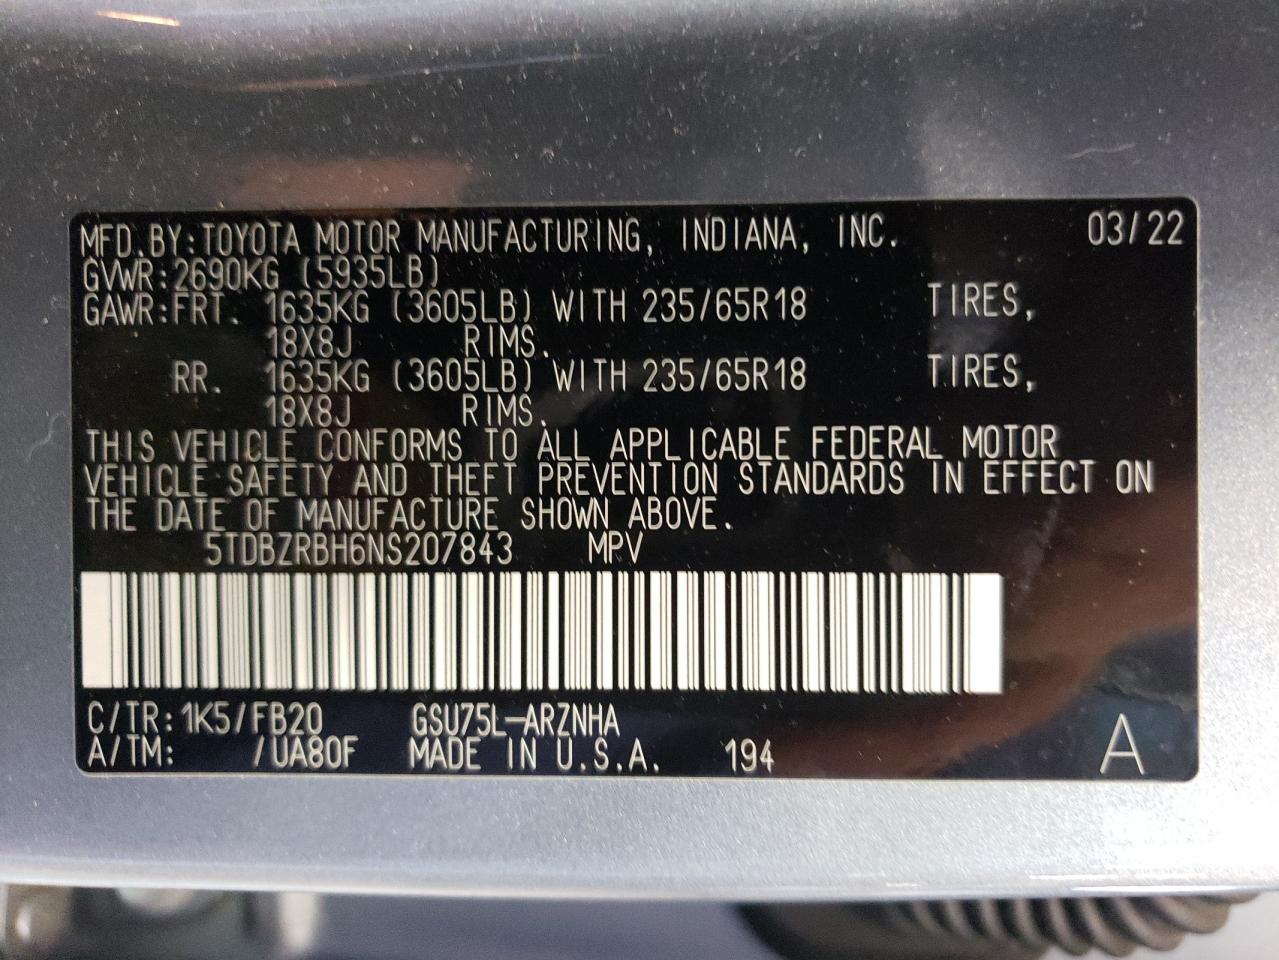 MFD.BY:TOYOTA MOTOR MANUFACTURING, INDIANA, INC. 03/22
GVWR:2690KG (5935LB)
GAWR:FRT. 1635KG (3605LB) WITH 235/65R18 TIRES,
18X8J RIMS.
RR. 1635KG (3605LB) WITH 235/65R18 TIRES,
18X8J RIMS.
THIS VEHICLE CONFORMS TO ALL APPLICABLE FEDERAL MOTOR
VEHICLE SAFETY AND THEFT PREVENTION STANDARDS IN EFFECT ON
THE DATE OF MANUFACTURE SHOWN ABOVE.
5TDBZRBH6NS207843 MPV
C/TR:1K5/FB20 GSU75L-ARZNHA
A/TM: /UA80F MADE IN U.S.A. 194 A